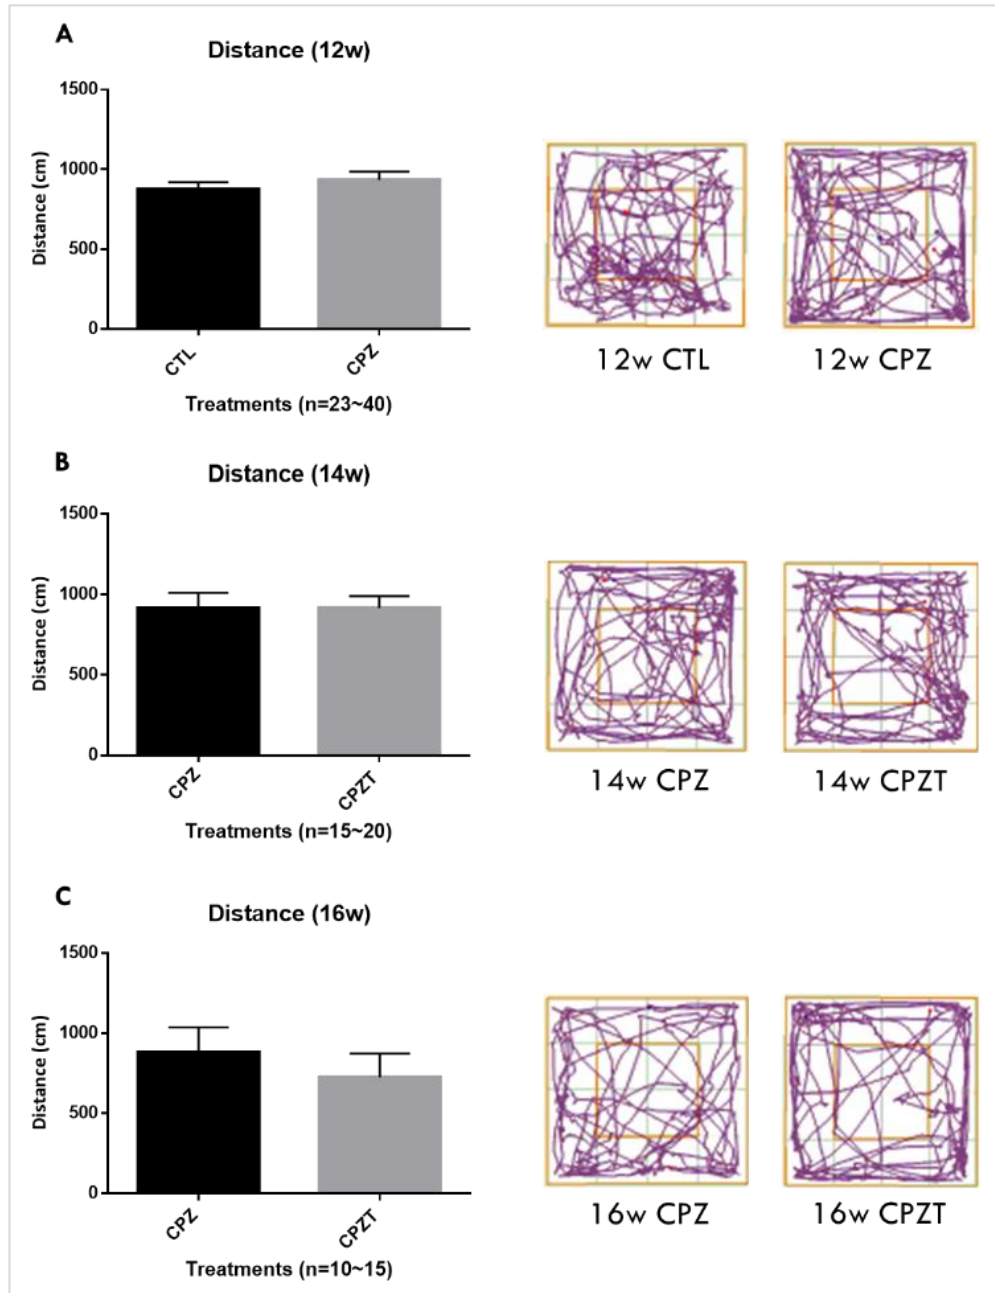 A
Distance (12w)
1500
1000
500
0
Distance (cm)
CTL
CPZ
Treatments (n=23~40)
12w CTL
12w CPZ
B
Distance (14w)
1500
1000
500
0
Distance (cm)
CPZ
CPZT
Treatments (n=15~20)
14w CPZ
14w CPZT
C
Distance (16w)
1500
1000
500
0
Distance (cm)
CPZ
CPZT
Treatments (n=10~15)
16w CPZ
16w CPZT